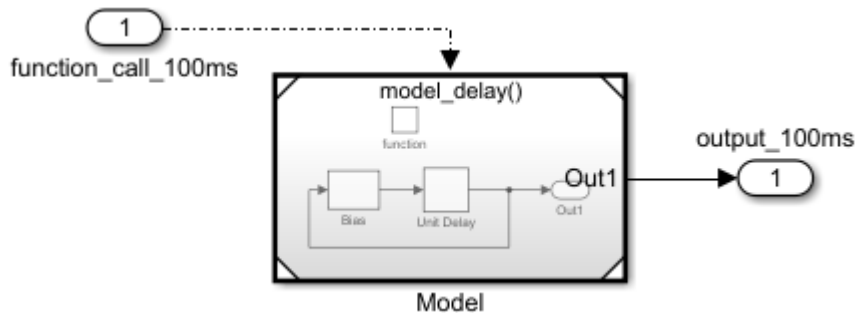 1
function_call_100ms
model_delay()
function
output_100ms
Out1
1
Bias
Unit Delay
Out1
Model